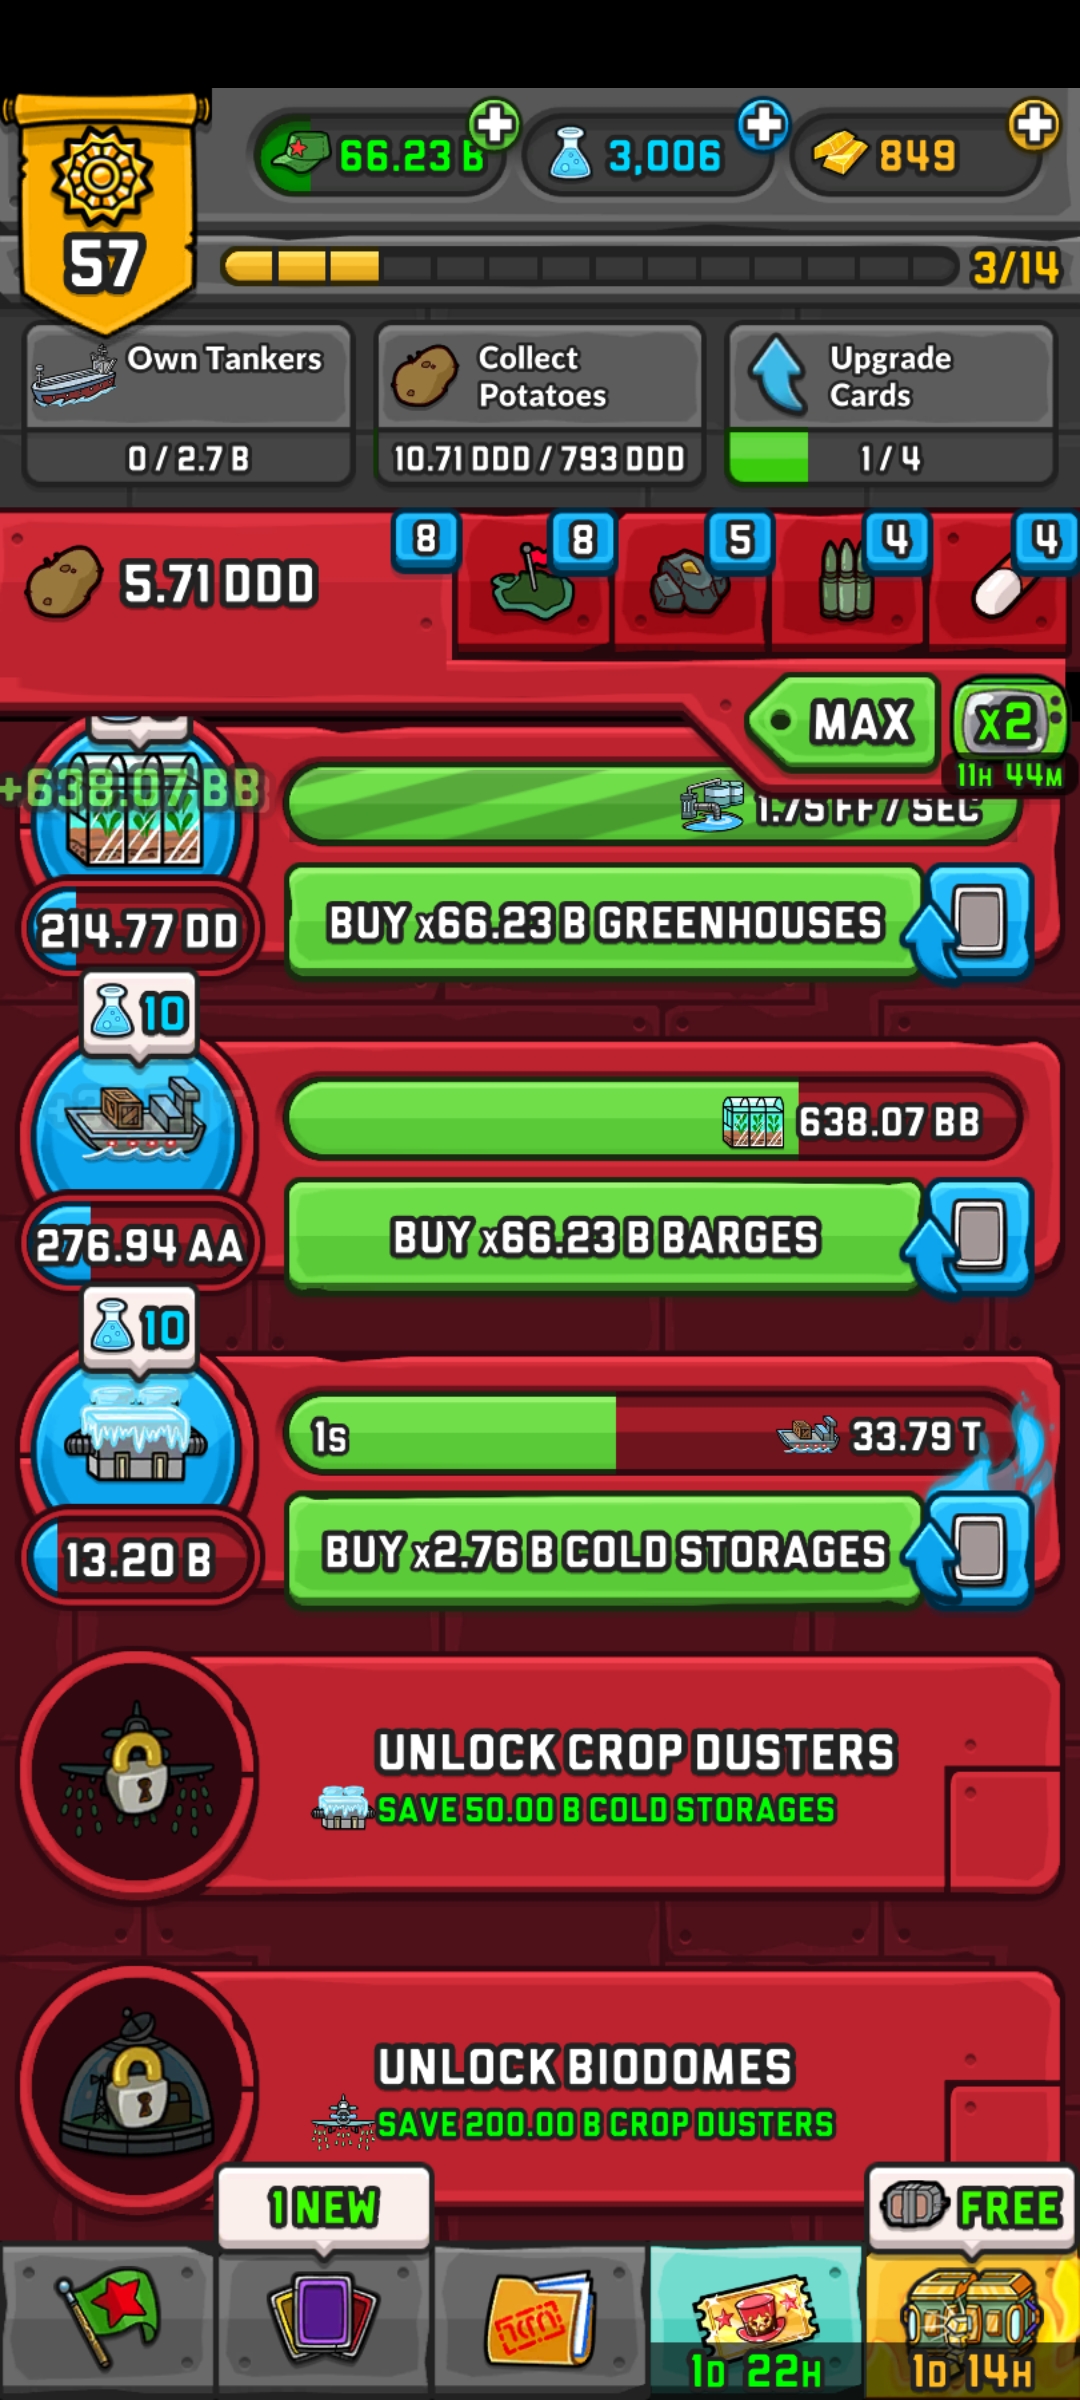 66.23 B
3,006
849
57
3/14
Own Tankers
0 / 2.7 B
Collect
Potatoes
10.71 DDD / 793 DDD
Upgrade
Cards
1 / 4
5.71 DDD
8
8
5
4
4
MAX
x2
11H 44M
+638.07 BB
1.75 FF / SEC
214.77 DD
BUY x66.23 B GREENHOUSES
10
638.07 BB
276.94 AA
BUY x66.23 B BARGES
10
1s
33.79 T
13.20 B
BUY x2.76 B COLD STORAGES
UNLOCK CROP DUSTERS
SAVE 50.00 B COLD STORAGES
UNLOCK BIODOMES
SAVE 200.00 B CROP DUSTERS
1 NEW
FREE
1D 22H
1D 14H